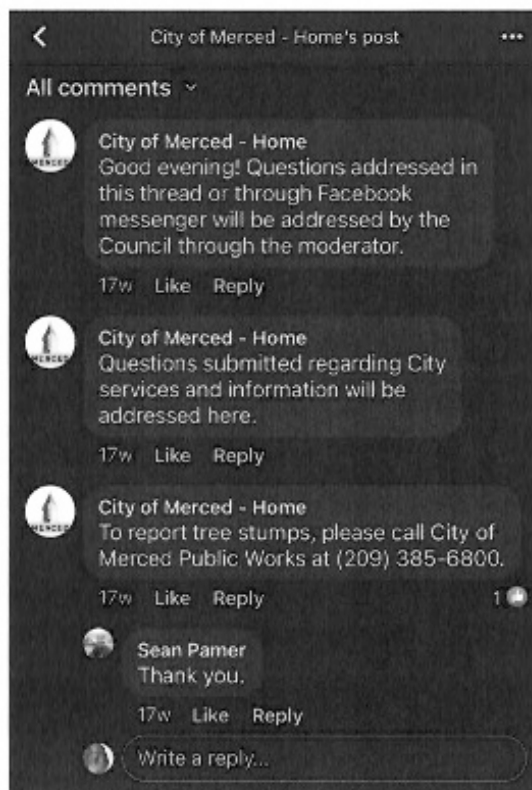 City of Merced - Home's post
All comments
City of Merced - Home
Good evening! Questions addressed in
this thread or through Facebook
messenger will be addressed by the
Council through the moderator.
17w Like Reply
MERCED
City of Merced - Home
Questions submitted regarding City
services and information will be
addressed here.
17w Like Reply
MERCED
City of Merced - Home
To report tree stumps, please call City of
Merced Public Works at (209) 385-6800.
17w Like Reply 1
MERCED
Sean Pamer
Thank you.
17w Like Reply
Write a reply...